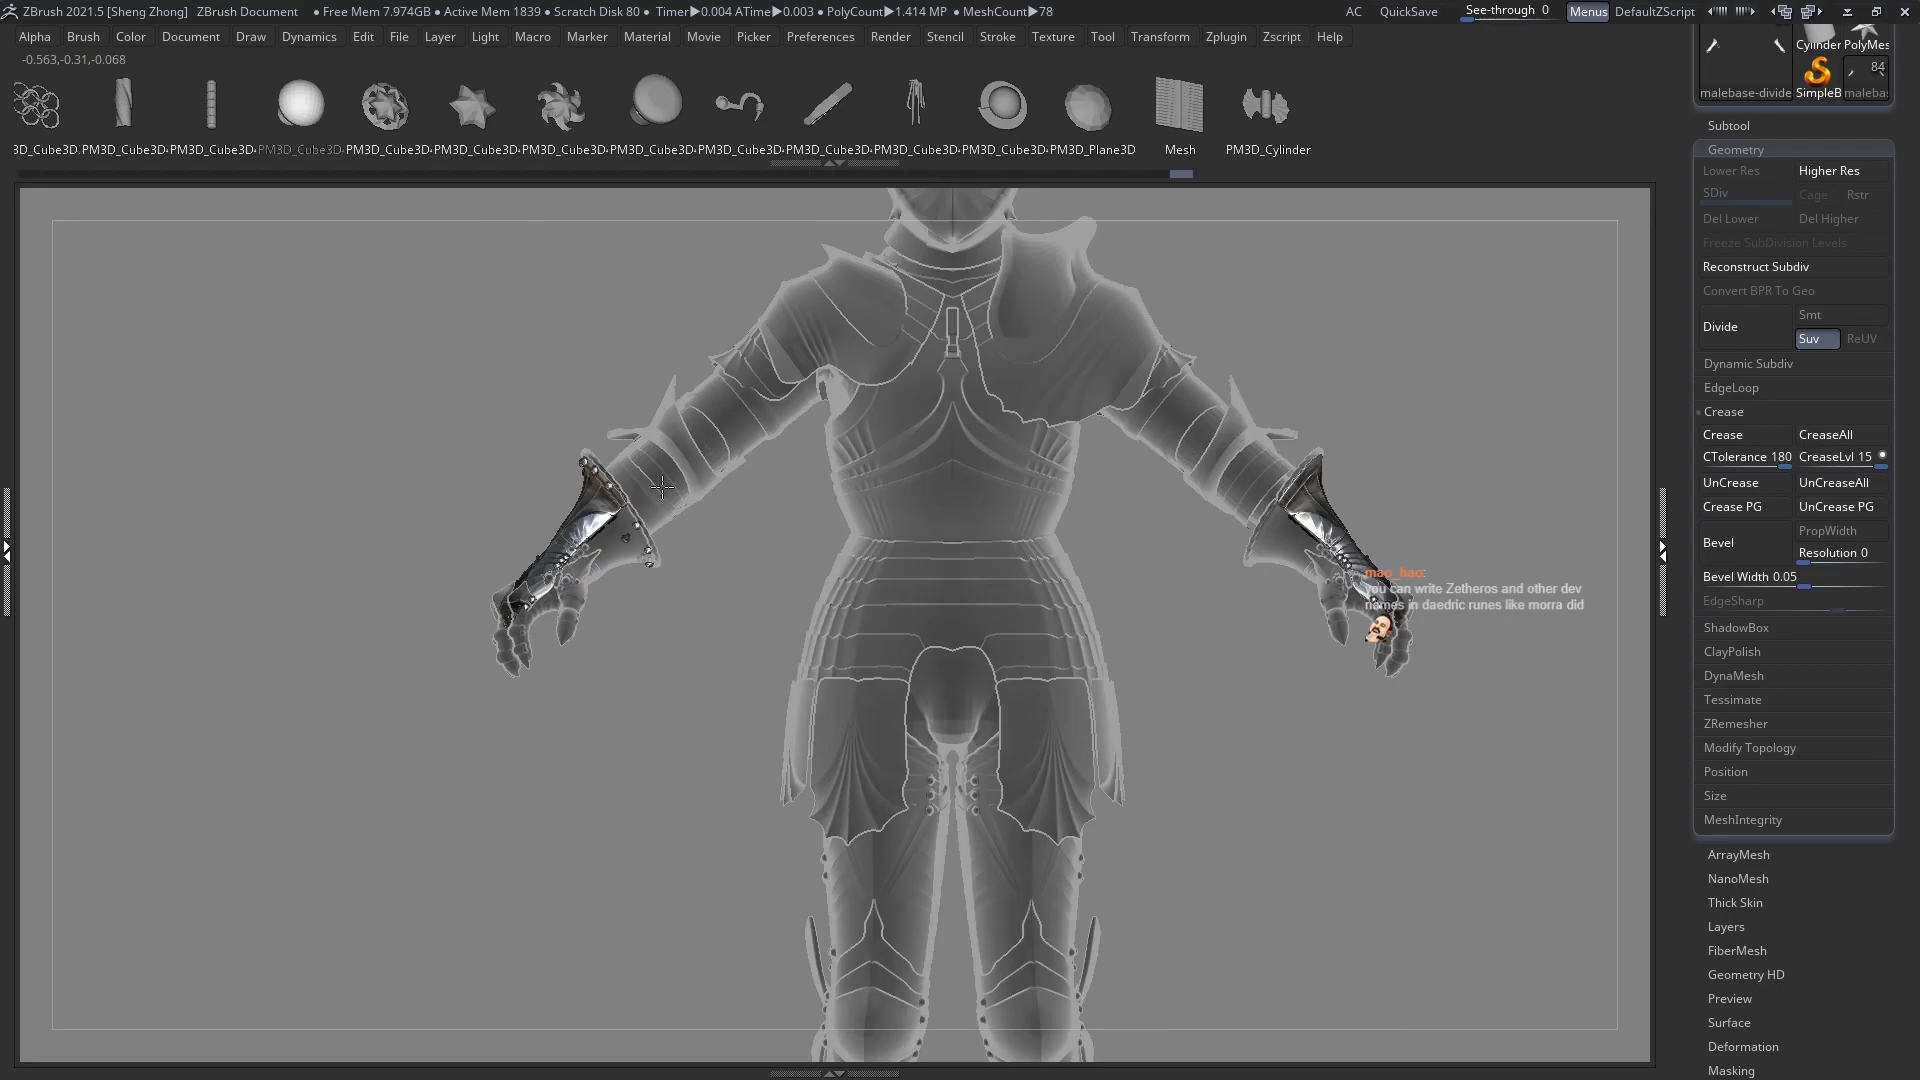 ZBrush 2021.5 [Sheng Zhong] ZBrush Document • Free Mem 7.974GB • Active Mem 1839 • Scratch Disk 80 • Timer▶0.004 ATime▶0.003 • PolyCount▶1.414 MP • MeshCount▶78 AC QuickSave See-through 0 Menus DefaultZScript
Alpha Brush Color Document Draw Dynamics Edit File Layer Light Macro Marker Material Movie Picker Preferences Render Stencil Stroke Texture Tool Transform Zplugin Zscript Help
-0.563,-0.31,-0.068
3D_Cube3D. PM3D_Cube3D. PM3D_Cube3D. PM3D_Cube3D. PM3D_Cube3D. PM3D_Cube3D. PM3D_Cube3D. PM3D_Cube3D. PM3D_Cube3D. PM3D_Cube3D. PM3D_Cube3D. PM3D_Cube3D. PM3D_Plane3D Mesh PM3D_Cylinder
Cylinder PolyMes
84
malebase-divide SimpleB malebas
Subtool
Geometry
Lower Res Higher Res
SDiv Cage Rstr
Del Lower Del Higher
Freeze SubDivision Levels
Reconstruct Subdiv
Convert BPR To Geo
Divide Smt
Suv ReUV
Dynamic Subdiv
EdgeLoop
Crease
Crease CreaseAll
CTolerance 180 CreaseLvl 15
UnCrease UnCreaseAll
Crease PG UnCrease PG
Bevel PropWidth
Resolution 0
Bevel Width 0.05
EdgeSharp
ShadowBox
ClayPolish
DynaMesh
Tessimate
ZRemesher
Modify Topology
Position
Size
MeshIntegrity
ArrayMesh
NanoMesh
Thick Skin
Layers
FiberMesh
Geometry HD
Preview
Surface
Deformation
Masking
mao_hao:
you can write Zetheros and other dev
names in daedric runes like morra did